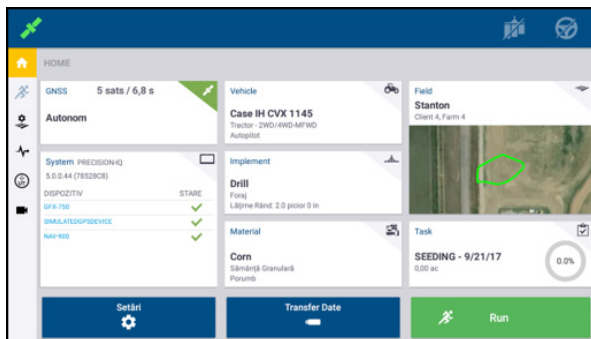 HOME
GNSS 5 sats / 6,8 s
Autonom
Vehicle
Case IH CVX 1145
Tractor - 2WD/4WD-MFWD
Autopilot
Field
Stanton
Client 4, Farm 4
System PRECISION-IQ
5.0.0.44 (78528C8)
DISPOZITIV STARE
GFX-750
SIMULATEDGPSDEVICE
NAV-900
Implement
Drill
Foraj
Lățime Rând. 2.0 picior 0 in
Material
Corn
Sămânță Granulară
Porumb
Task
SEEDING - 9/21/17
0,00 ac
0.0%
Setări
Transfer Date
Run